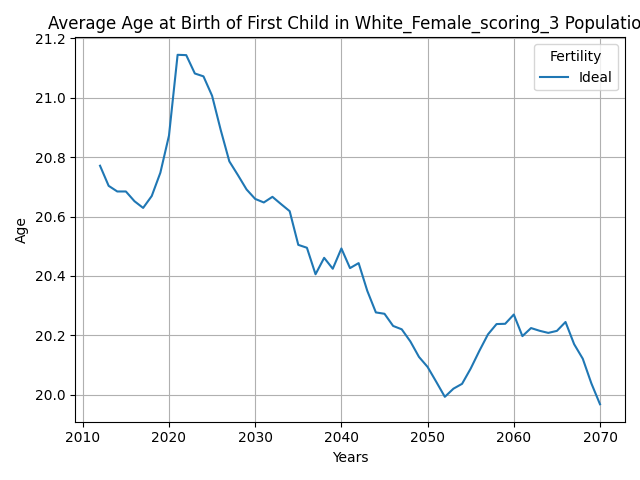 Average Age at Birth of First Child in White_Female_scoring_3 Populatio
21.2
21.0
20.8
20.6
20.4
20.2
20.0
Age
Fertility
Ideal
2010 2020 2030 2040 2050 2060 2070
Years